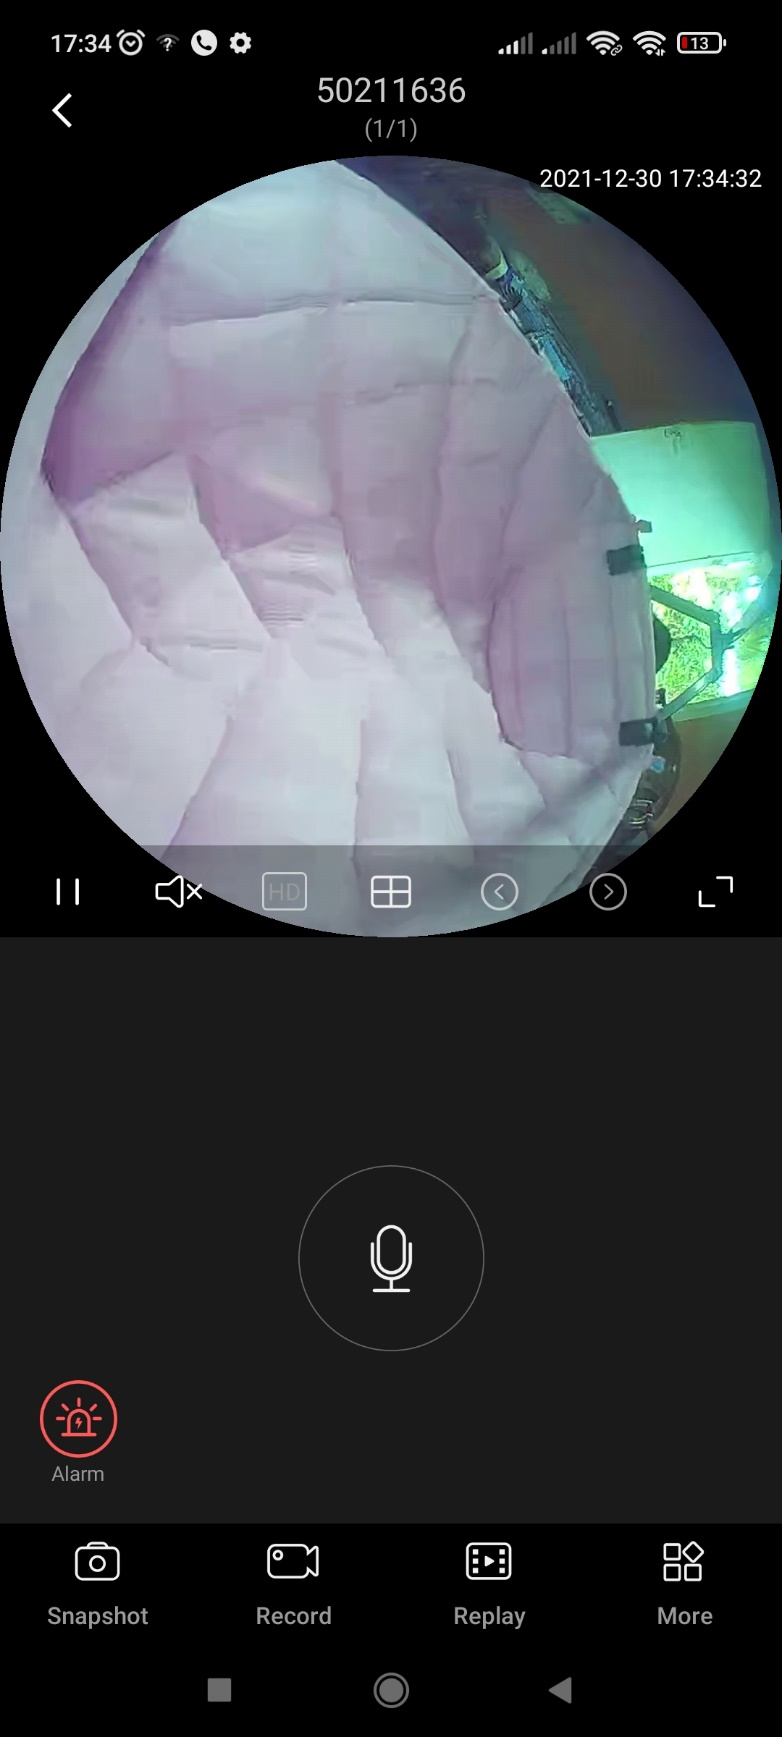 17:34
13
50211636
(1/1)
2021-12-30 17:34:32
HD
Alarm
Snapshot
Record
Replay
More